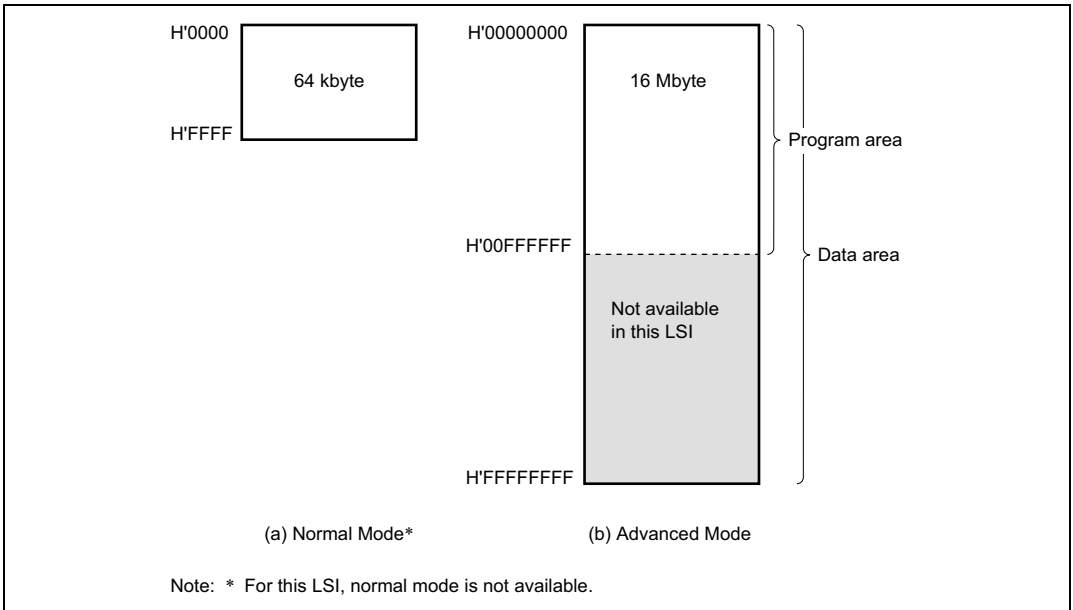 H'0000
64 kbyte
H'FFFF
H'00000000
16 Mbyte
Program area
H'00FFFFFF
Data area
Not available
in this LSI
H'FFFFFFFF
(a) Normal Mode*
(b) Advanced Mode
Note: * For this LSI, normal mode is not available.